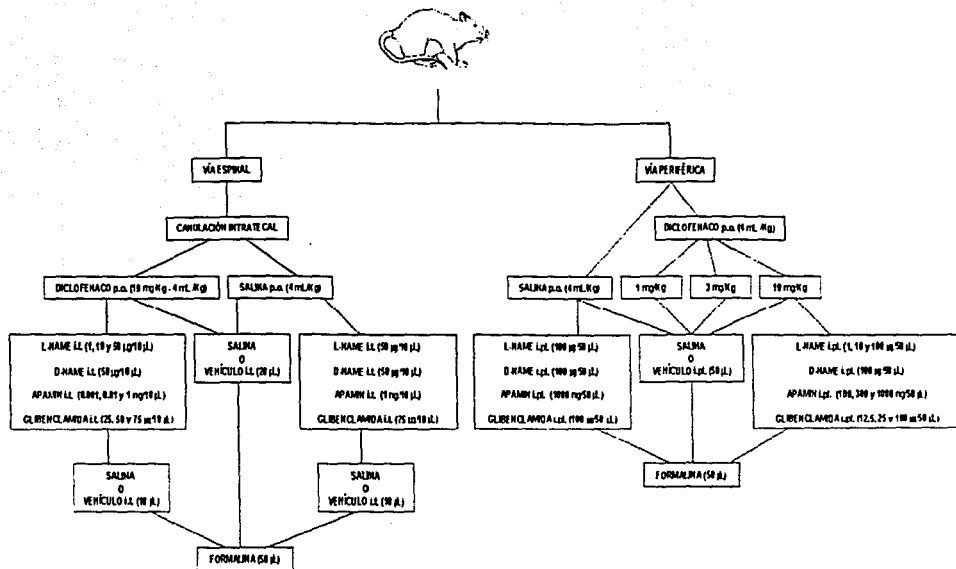 VÍA ESPINAL
CANULACIÓN INTRATECAL
DICLOFENACO p.o. (10 mg/Kg - 4 mL/Kg)
SALINA p.o. (4 mL/Kg)
L-NAME i.t. (1, 10 y 50 µg/10 µL)
D-NAME i.t. (50 µg/10 µL)
APAMIN i.t. (0.001, 0.01 y 1 ng/10 µL)
GLIBENCLAMIDA i.t. (25, 50 y 75 µg/10 µL)
SALINA
O
VEHÍCULO i.t. (20 µL)
L-NAME i.t. (50 µg/10 µL)
D-NAME i.t. (50 µg/10 µL)
APAMIN i.t. (1 ng/10 µL)
GLIBENCLAMIDA i.t. (75 µg/10 µL)
SALINA
O
VEHÍCULO i.t. (10 µL)
SALINA
O
VEHÍCULO i.t. (10 µL)
FORMALINA (50 µL)
VÍA PERIFÉRICA
DICLOFENACO p.o. (4 mL/Kg)
SALINA p.o. (4 mL/Kg)
1 mg/Kg
3 mg/Kg
10 mg/Kg
L-NAME i.pl. (100 µg/50 µL)
D-NAME i.pl. (100 µg/50 µL)
APAMIN i.pl. (1000 ng/50 µL)
GLIBENCLAMIDA i.pl. (100 µg/50 µL)
SALINA
O
VEHÍCULO i.pl. (50 µL)
L-NAME i.pl. (1, 10 y 100 µg/50 µL)
D-NAME i.pl. (100 µg/50 µL)
APAMIN i.pl. (100, 300 y 1000 ng/50 µL)
GLIBENCLAMIDA i.pl. (12.5, 25 y 100 µg/50 µL)
FORMALINA (50 µL)